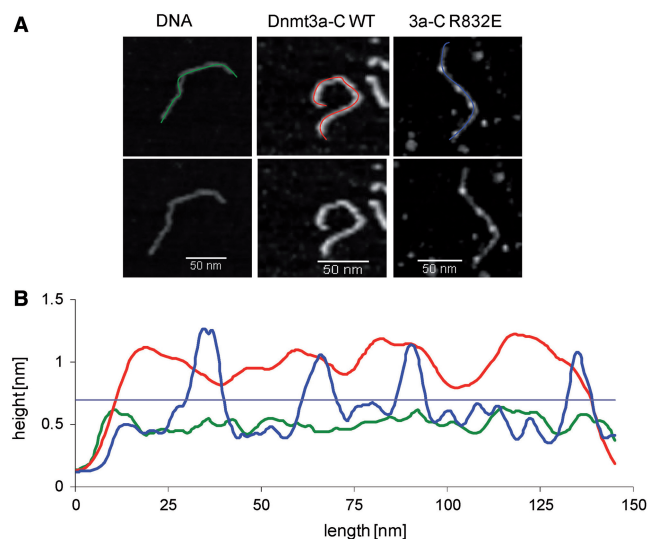 A
DNA
Dnmt3a-C WT
3a-C R832E
50 nm
50 nm
50 nm
B
1.5
1
0.5
0
height [nm]
0
25
50
75
100
125
150
length [nm]